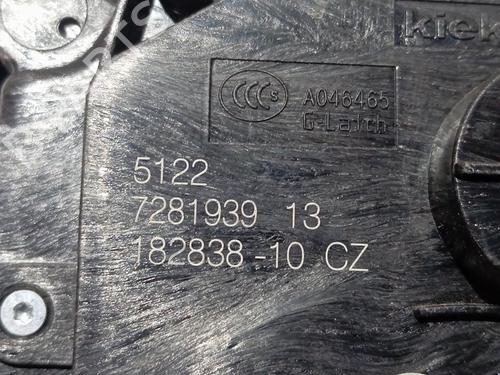 kiek
CCC S
A046465
G-Latch
5122
7281939 13
182838-10 CZ